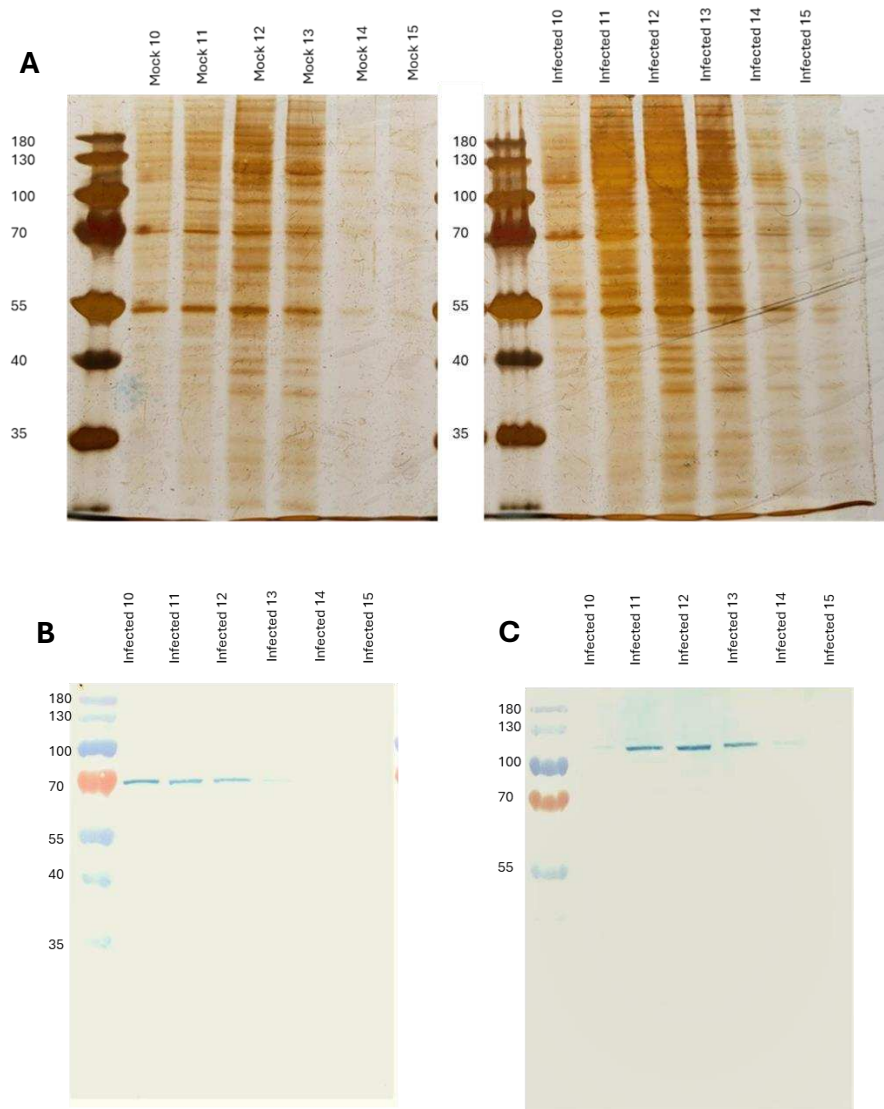 A
Mock 10
Mock 11
Mock 12
Mock 13
Mock 14
Mock 15
Infected 10
Infected 11
Infected 12
Infected 13
Infected 14
Infected 15
180
130
100
70
55
40
35
180
130
100
70
55
40
35
B
Infected 10
Infected 11
Infected 12
Infected 13
Infected 14
Infected 15
180
130
100
70
55
40
35
C
Infected 10
Infected 11
Infected 12
Infected 13
Infected 14
Infected 15
180
130
100
70
55